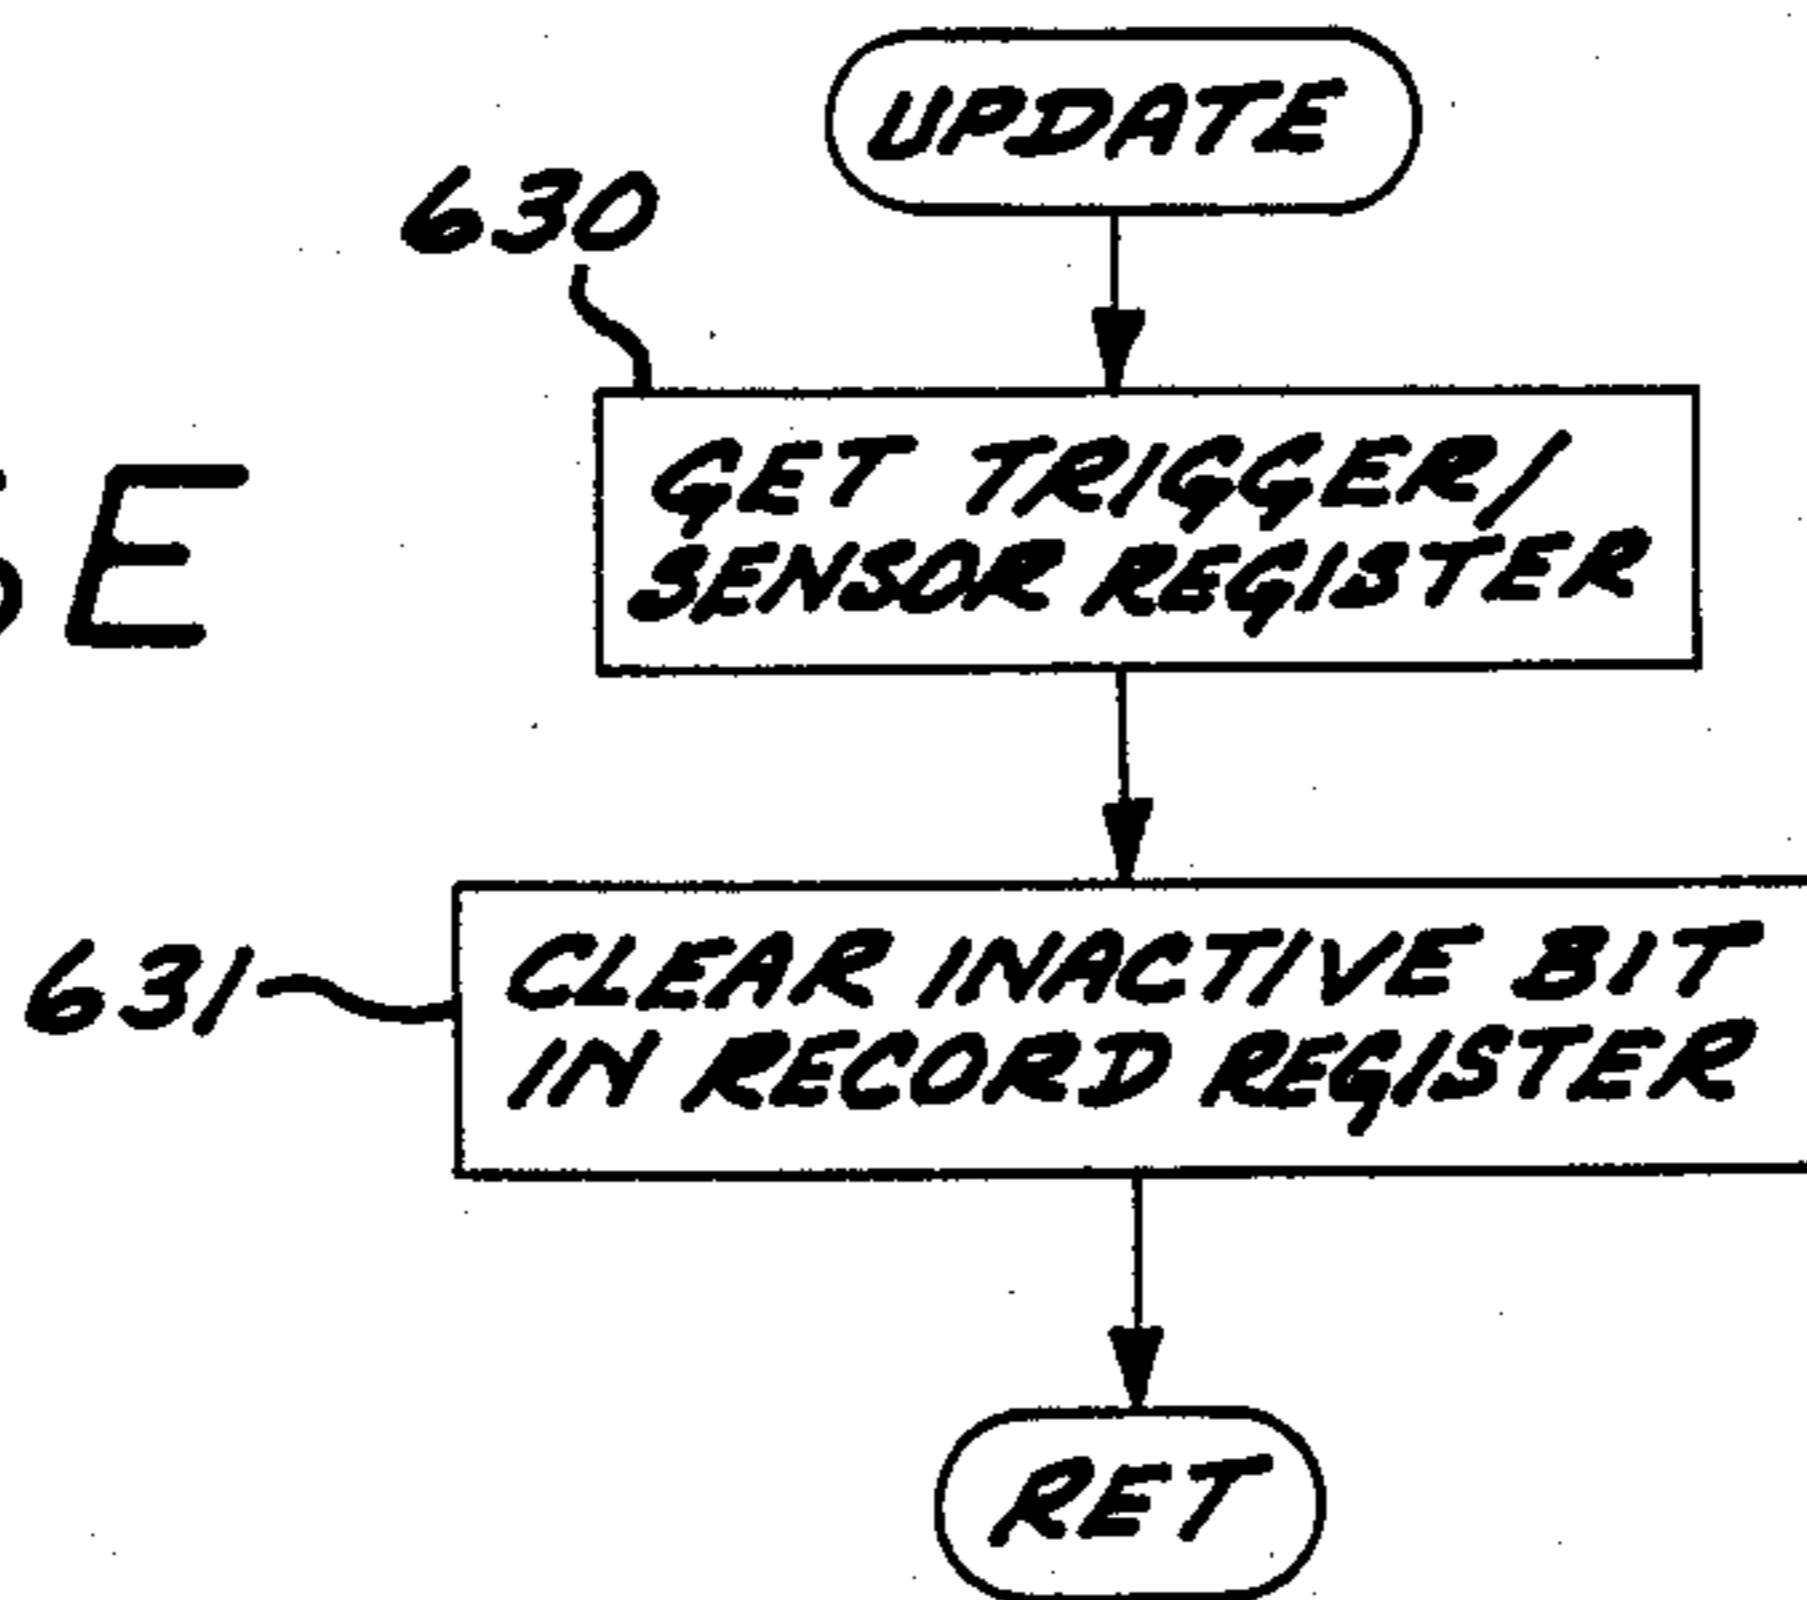 UPDATE
630
GET TRIGGER/
SENSOR REGISTER
E
631
CLEAR INACTIVE BIT
IN RECORD REGISTER
RET